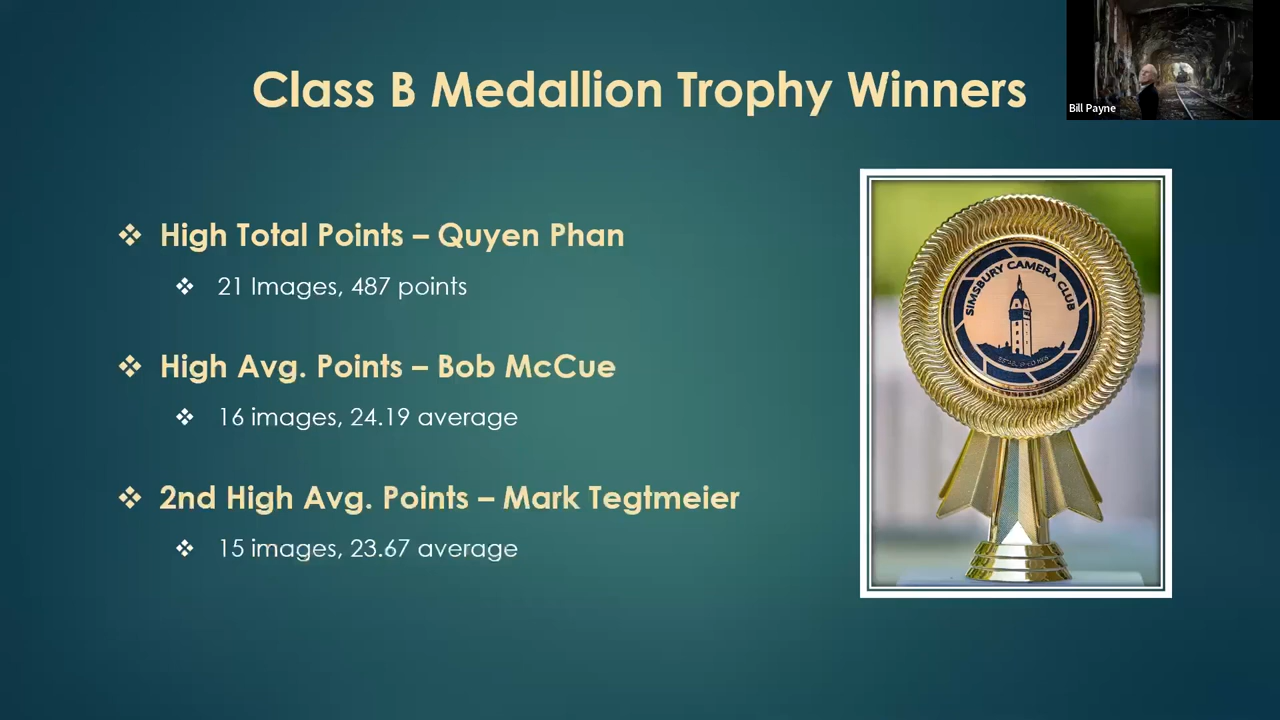 Class B Medallion Trophy Winners
Bill Payne
❖ High Total Points – Quyen Phan
❖ 21 Images, 487 points
❖ High Avg. Points – Bob McCue
❖ 16 images, 24.19 average
❖ 2nd High Avg. Points – Mark Tegtmeier
❖ 15 images, 23.67 average
SIMSBURY CAMERA CLUB